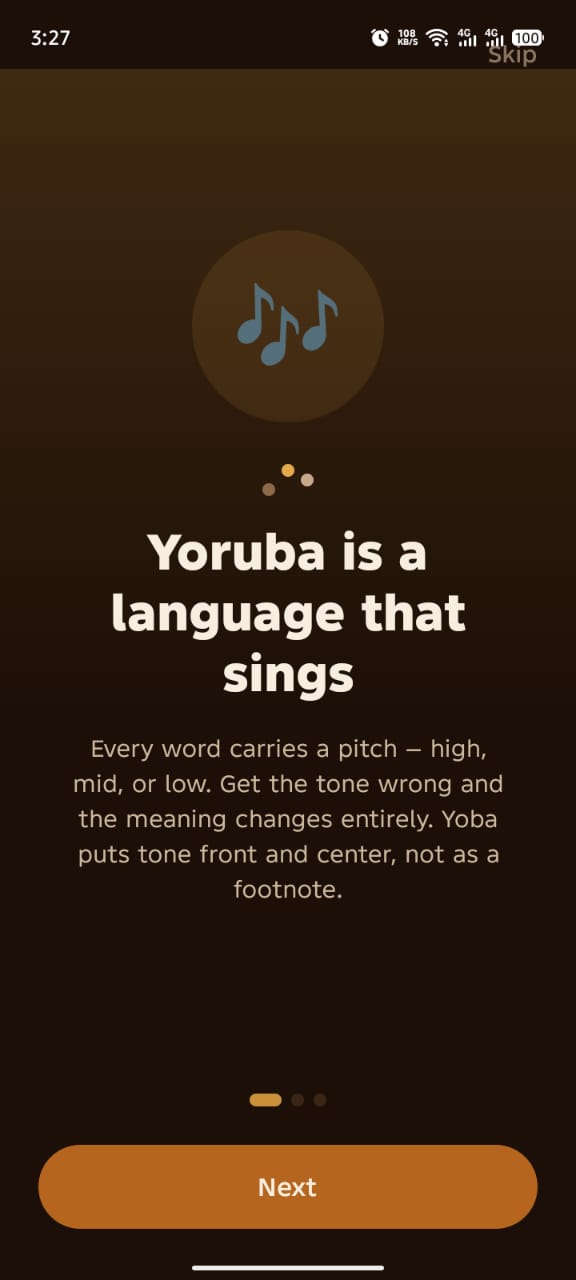 3:27
108
KB/S
4G
4G
100
Skip
Yoruba is a
language that
sings
Every word carries a pitch – high,
mid, or low. Get the tone wrong and
the meaning changes entirely. Yoba
puts tone front and center, not as a
footnote.
Next